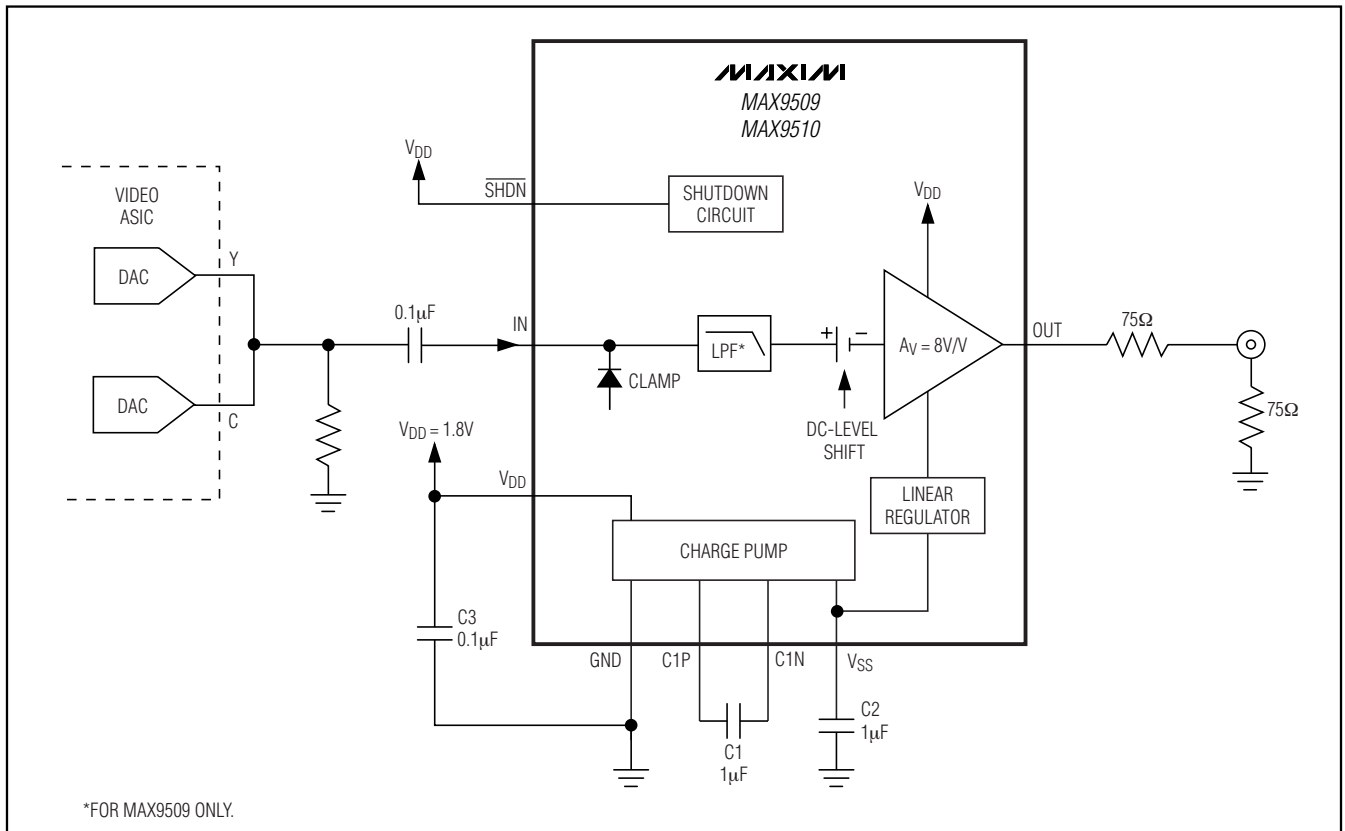 MAXIM
MAX9509
MAX9510
VDD
SHDN
SHUTDOWN
CIRCUIT
VDD
VIDEO
ASIC
DAC
Y
DAC
C
0.1µF
IN
CLAMP
LPF*
+
−
DC-LEVEL
SHIFT
AV = 8V/V
OUT
75Ω
75Ω
VDD = 1.8V
VDD
LINEAR
REGULATOR
CHARGE PUMP
C3
0.1µF
GND
C1P
C1N
VSS
C1
1µF
C2
1µF
*FOR MAX9509 ONLY.